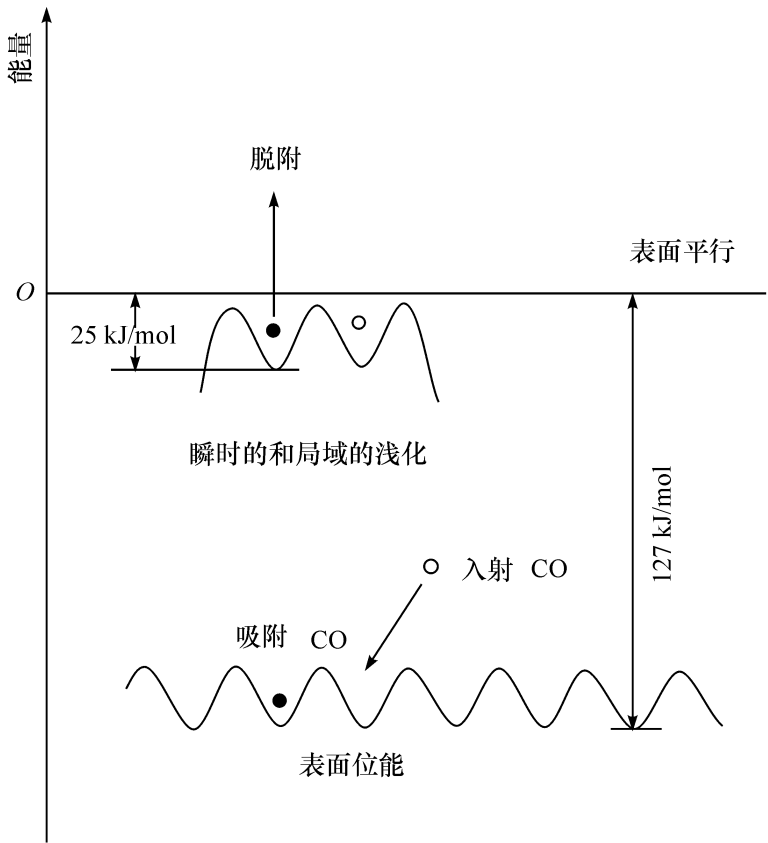 能量
脱附
表面平行
O
25 kJ/mol
瞬时的和局域的浅化
127 kJ/mol
入射 CO
吸附 CO
表面位能